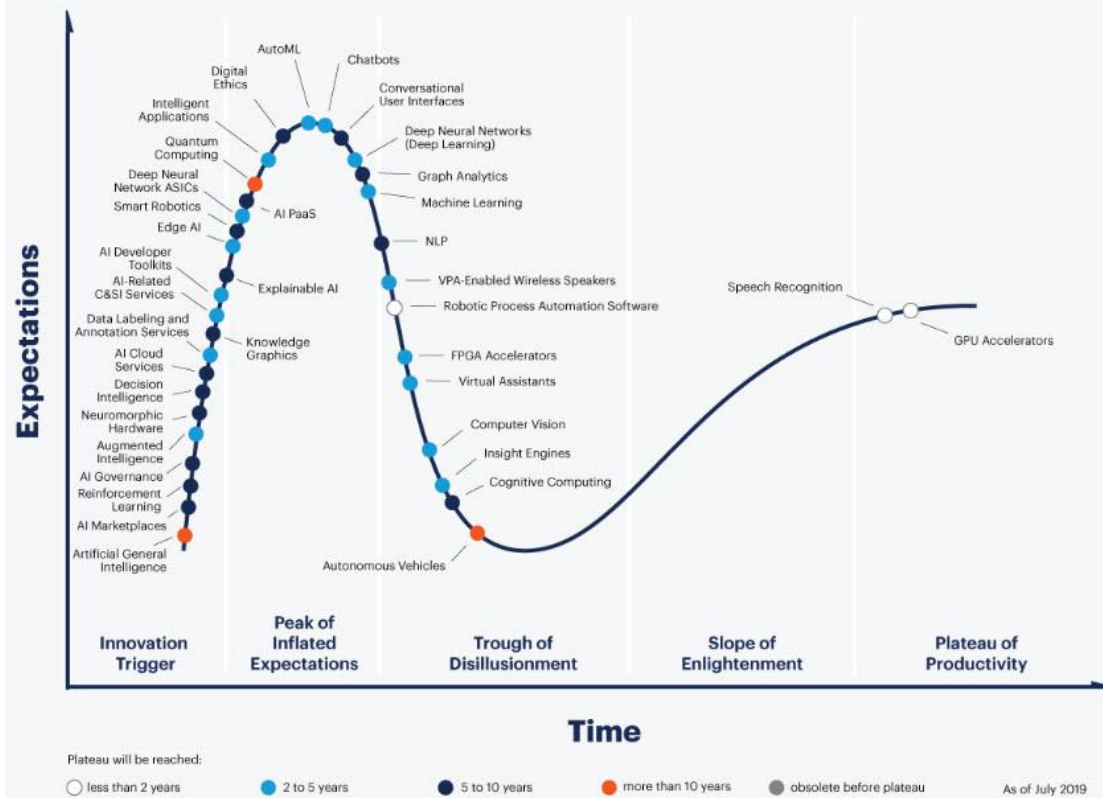 AutoML
Chatbots
Digital
Ethics
Conversational
User Interfaces
Intelligent
Applications
Deep Neural Networks
(Deep Learning)
Quantum
Computing
Graph Analytics
Deep Neural
Network ASICs
AI PaaS
Machine Learning
Smart Robotics
Edge AI
NLP
AI Developer
Toolkits
Explainable AI
VPA-Enabled Wireless Speakers
AI-Related
C&SI Services
Robotic Process Automation Software
Speech Recognition
GPU Accelerators
Data Labeling and
Annotation Services
Knowledge
Graphics
AI Cloud
Services
FPGA Accelerators
Decision
Intelligence
Virtual Assistants
Neuromorphic
Hardware
Augmented
Intelligence
Computer Vision
Insight Engines
AI Governance
Cognitive Computing
Reinforcement
Learning
AI Marketplaces
Artificial General
Intelligence
Autonomous Vehicles
Expectations
Innovation
Trigger
Peak of
Inflated
Expectations
Trough of
Disillusionment
Slope of
Enlightenment
Plateau of
Productivity
Time
Plateau will be reached:
less than 2 years
2 to 5 years
5 to 10 years
more than 10 years
obsolete before plateau
As of July 2019